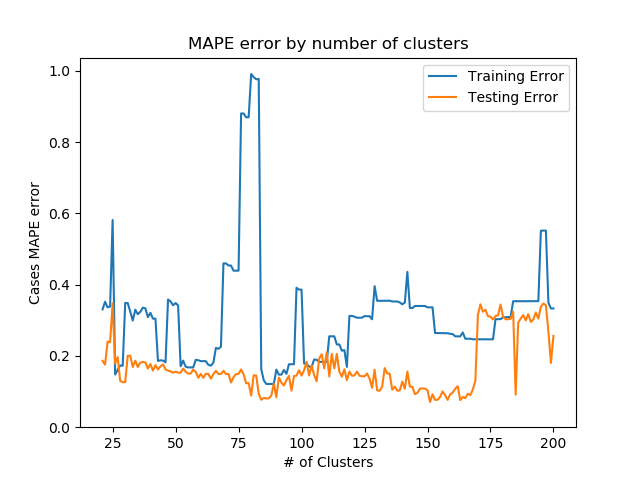 MAPE error by number of clusters
Training Error
Testing Error
1.0
0.8
0.6
0.4
0.2
0.0
Cases MAPE error
25
50
75
100
125
150
175
200
# of Clusters